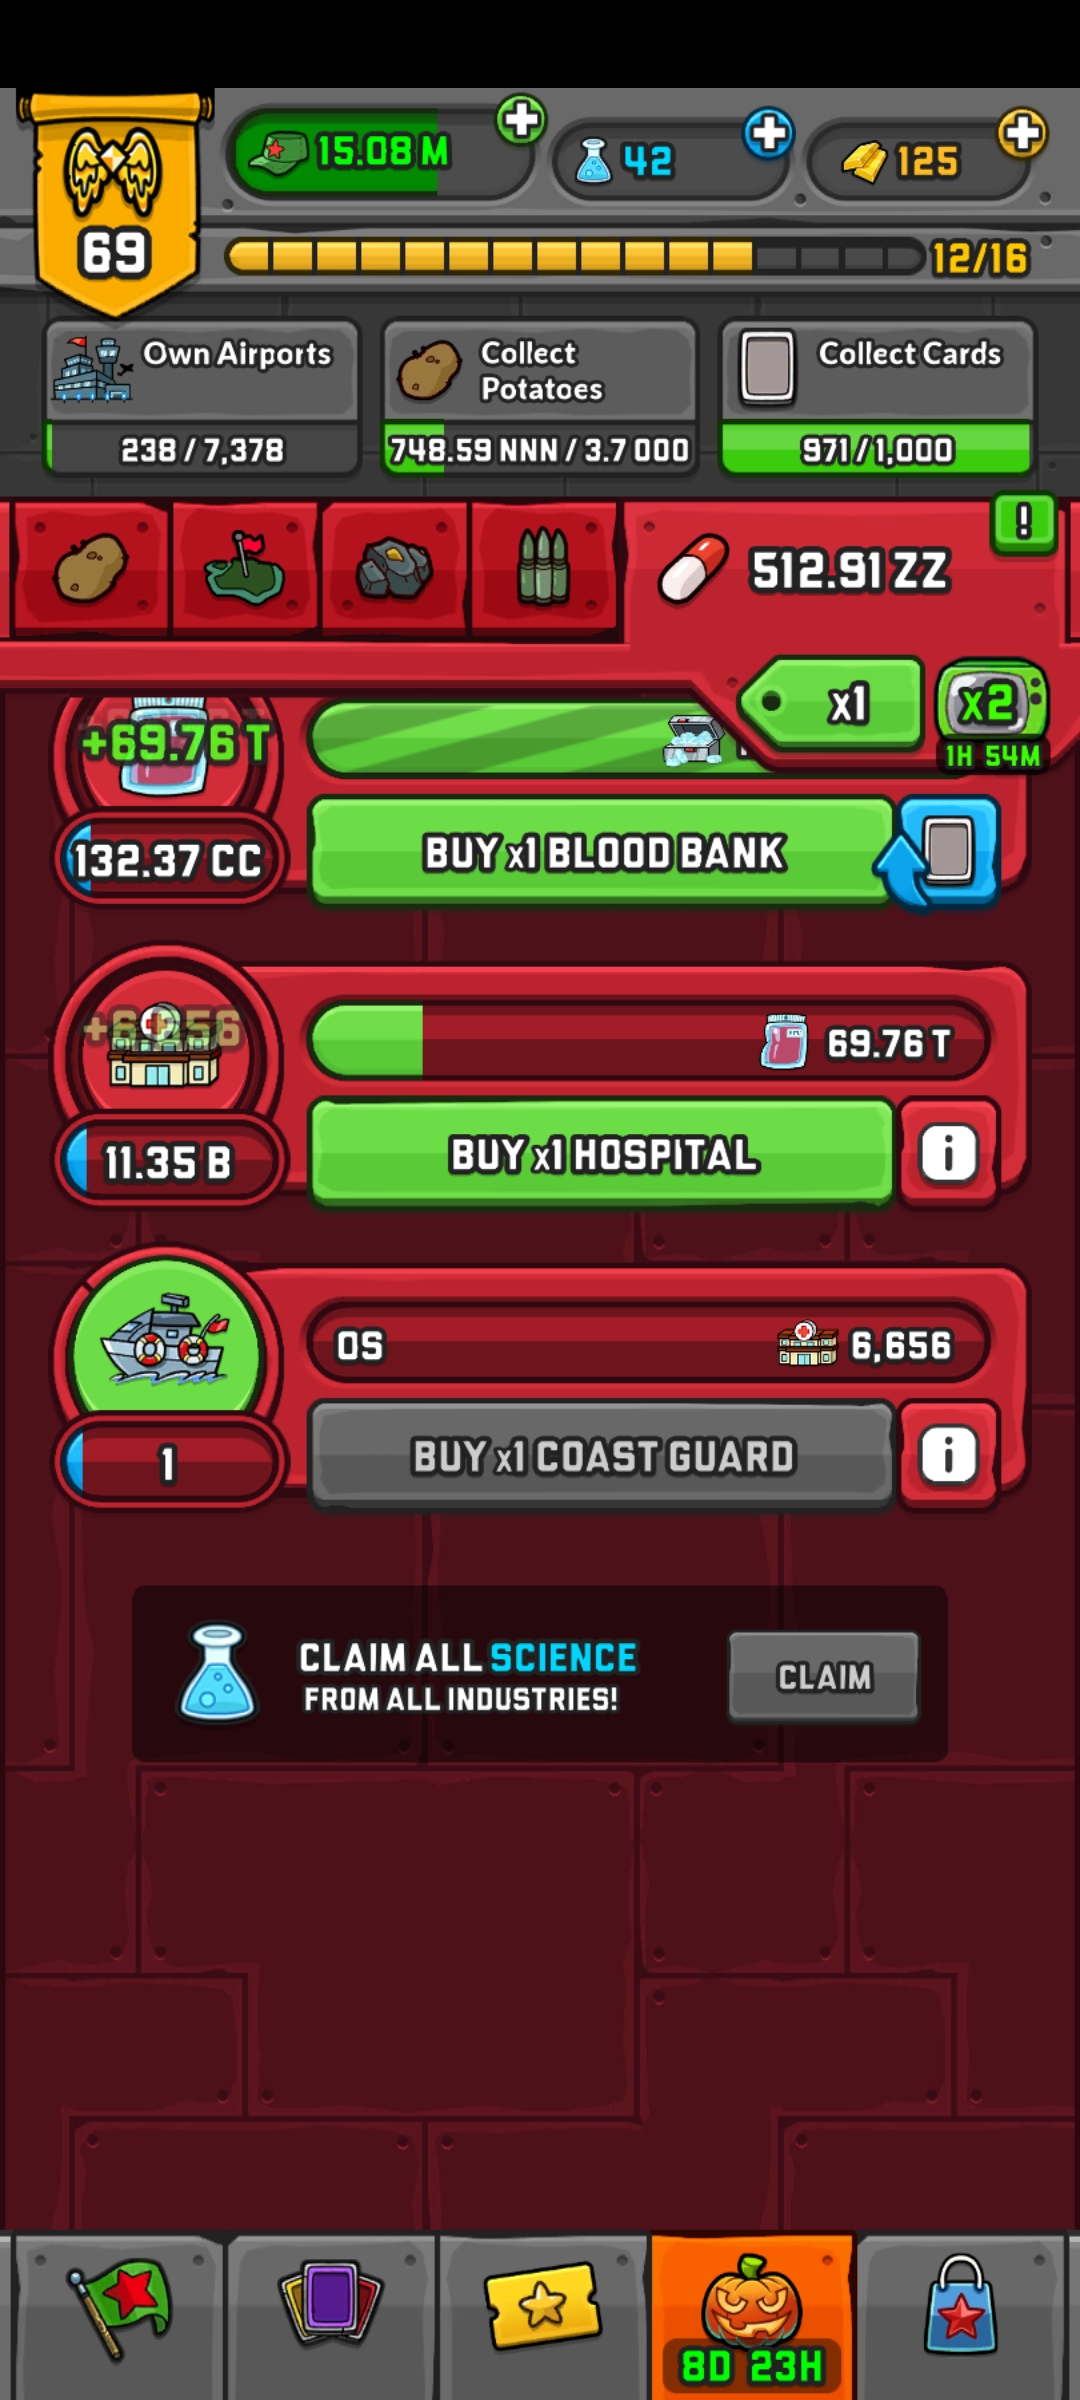 15.08 M
42
125
69
12/16
Own Airports
238 / 7,378
Collect
Potatoes
748.59 NNN / 3.7 OOO
Collect Cards
971 / 1,000
512.91 ZZ
!
x1
x2
1H 54M
+69.76 T
132.37 CC
BUY x1 BLOOD BANK
69.76 T
11.35 B
BUY x1 HOSPITAL
i
0S
6,656
1
BUY x1 COAST GUARD
i
CLAIM ALL SCIENCE
FROM ALL INDUSTRIES!
CLAIM
8D 23H